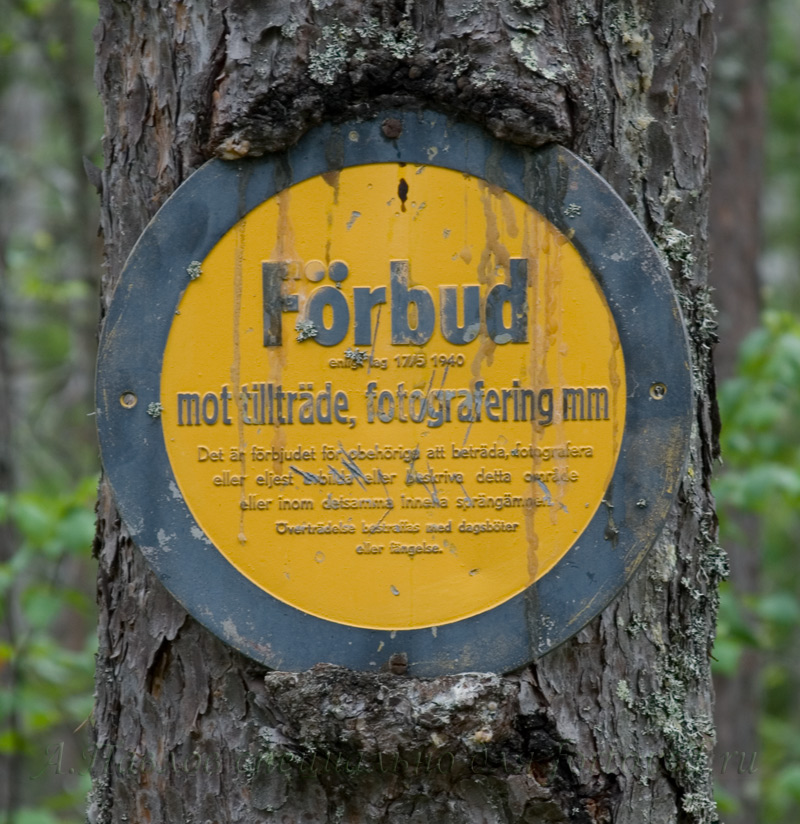 Förbud
enligt lag 17/5 1940
mot tillträde, fotografering mm
Det är förbjudet för obehöriga att beträda, fotografera
eller eljest avbilda eller beskriva detta område
eller inom detsamma inneha sprängämnen.
Överträdelse bestraffas med dagsböter
eller fängelse.